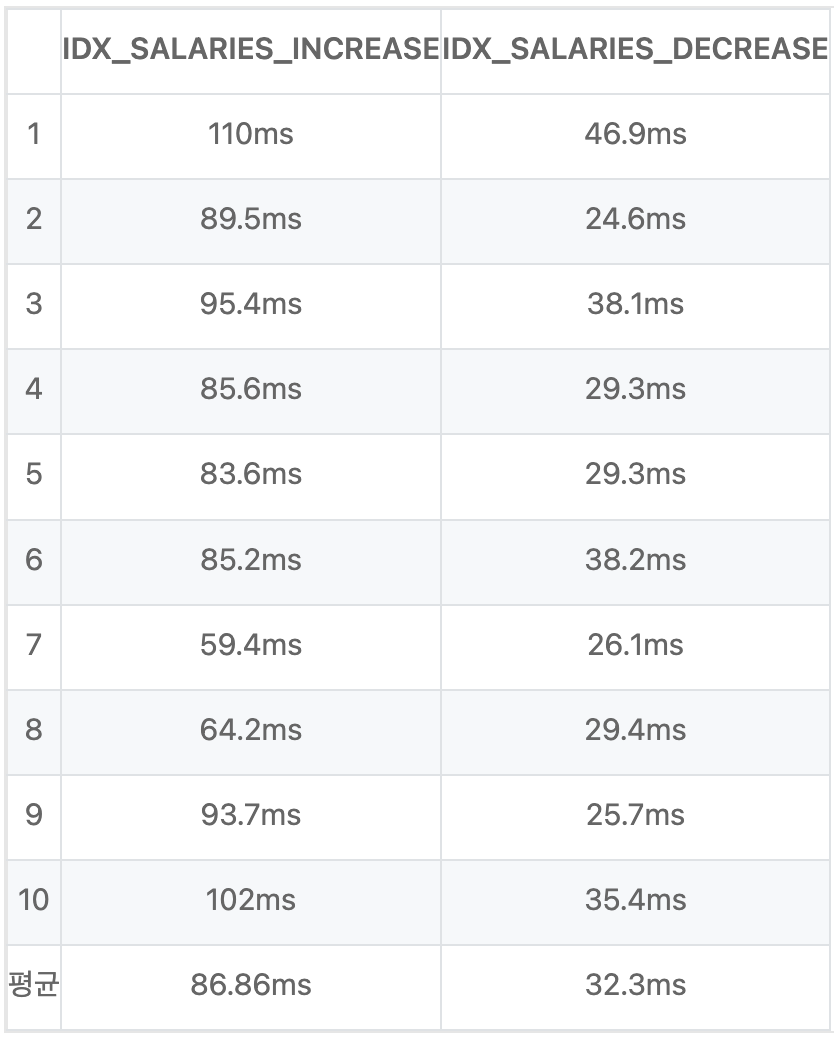 IDX_SALARIES_INCREASE IDX_SALARIES_DECREASE
1 110ms 46.9ms
2 89.5ms 24.6ms
3 95.4ms 38.1ms
4 85.6ms 29.3ms
5 83.6ms 29.3ms
6 85.2ms 38.2ms
7 59.4ms 26.1ms
8 64.2ms 29.4ms
9 93.7ms 25.7ms
10 102ms 35.4ms
평균 86.86ms 32.3ms